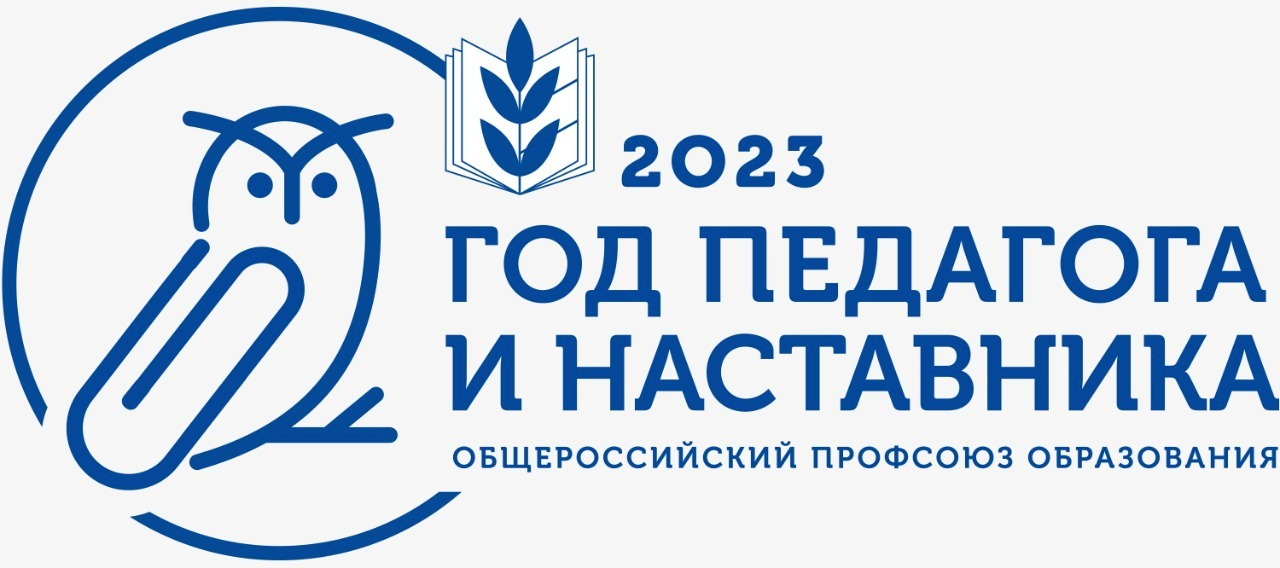 2023
ГОД ПЕДАГОГА
И НАСТАВНИКА
ОБЩЕРОССИЙСКИЙ ПРОФСОЮЗ ОБРАЗОВАНИЯ